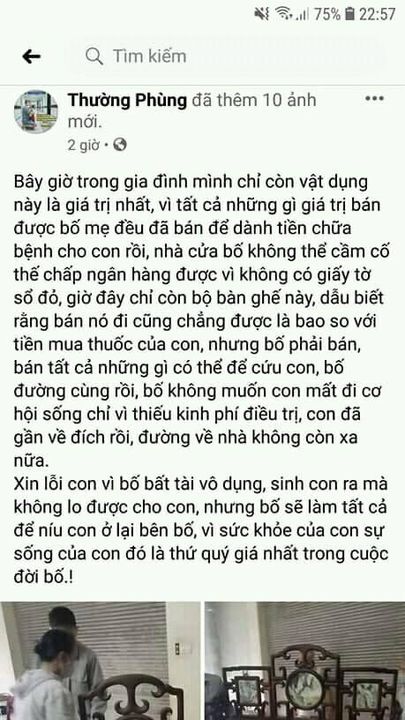 75% 22:57
Tìm kiếm
Thường Phùng đã thêm 10 ảnh
mới.
2 giờ •
Bây giờ trong gia đình mình chỉ còn vật dụng
này là giá trị nhất, vì tất cả những gì giá trị bán
được bố mẹ đều đã bán để dành tiền chữa
bệnh cho con rồi, nhà cửa bố không thể cầm cố
thế chấp ngân hàng được vì không có giấy tờ
sổ đỏ, giờ đây chỉ còn bộ bàn ghế này, dẫu biết
rằng bán nó đi cũng chẳng được là bao so với
tiền mua thuốc của con, nhưng bố phải bán,
bán tất cả những gì có thể để cứu con, bố
đường cùng rồi, bố không muốn con mất đi cơ
hội sống chỉ vì thiếu kinh phí điều trị, con đã
gần về đích rồi, đường về nhà không còn xa
nữa.
Xin lỗi con vì bố bất tài vô dụng, sinh con ra mà
không lo được cho con, nhưng bố sẽ làm tất cả
để níu con ở lại bên bố, vì sức khỏe của con sự
sống của con đó là thứ quý giá nhất trong cuộc
đời bố.!